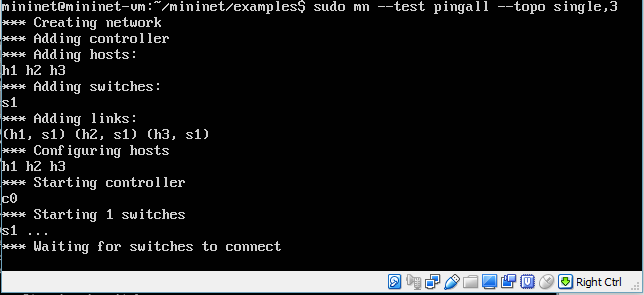 mininet@mininet-vm:~/mininet/examples$ sudo mn --test pingall --topo single,3
*** Creating network
*** Adding controller
*** Adding hosts:
h1 h2 h3
*** Adding switches:
s1
*** Adding links:
(h1, s1) (h2, s1) (h3, s1)
*** Configuring hosts
h1 h2 h3
*** Starting controller
c0
*** Starting 1 switches
s1 ...
*** Waiting for switches to connect
Right Ctrl